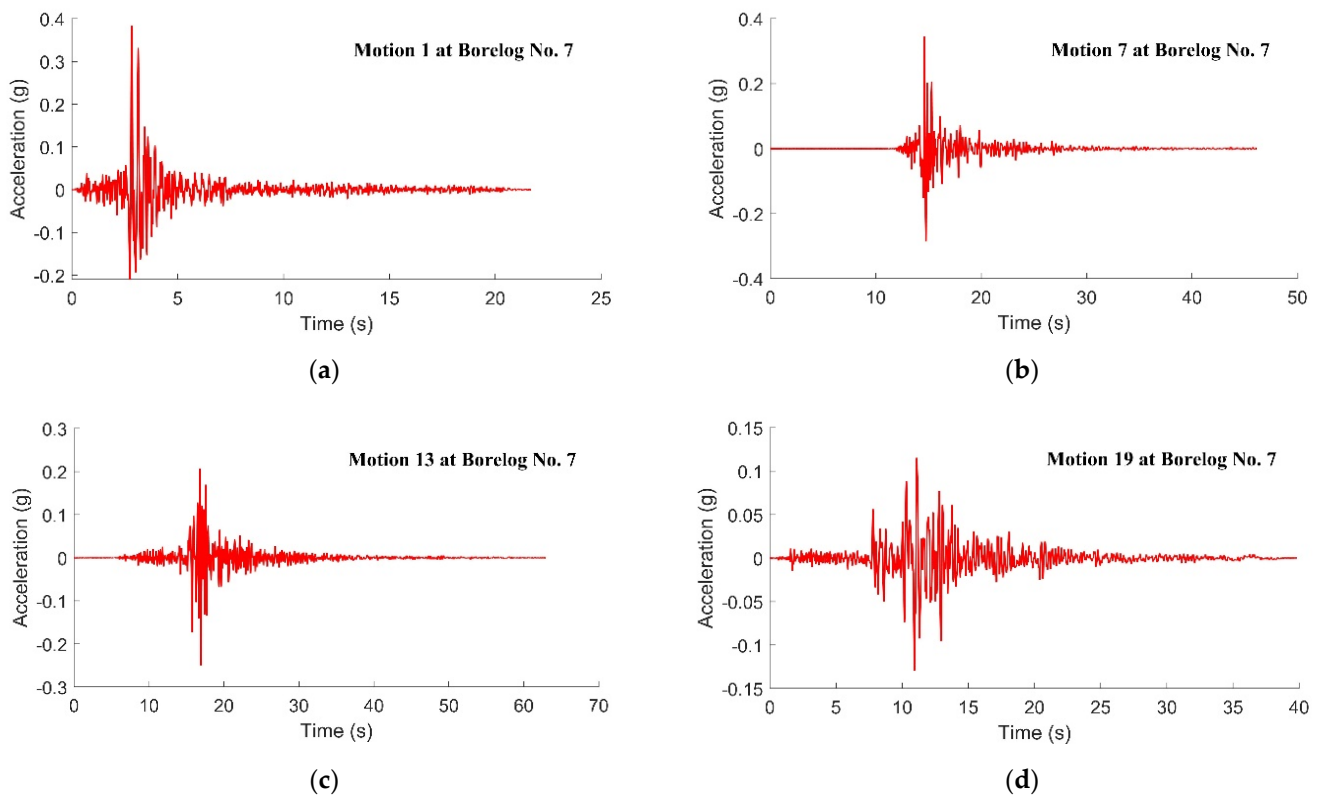 Motion 1 at Borelog No. 7
Acceleration (g)
0.4
0.3
0.2
0.1
0
-0.1
-0.2
0 5 10 15 20 25
Time (s)
(a)
Motion 7 at Borelog No. 7
Acceleration (g)
0.4
0.2
0
-0.2
-0.4
0 10 20 30 40 50
Time (s)
(b)
Motion 13 at Borelog No. 7
Acceleration (g)
0.3
0.2
0.1
0
-0.1
-0.2
-0.3
0 10 20 30 40 50 60 70
Time (s)
(c)
Motion 19 at Borelog No. 7
Acceleration (g)
0.15
0.1
0.05
0
-0.05
-0.1
-0.15
0 5 10 15 20 25 30 35 40
Time (s)
(d)